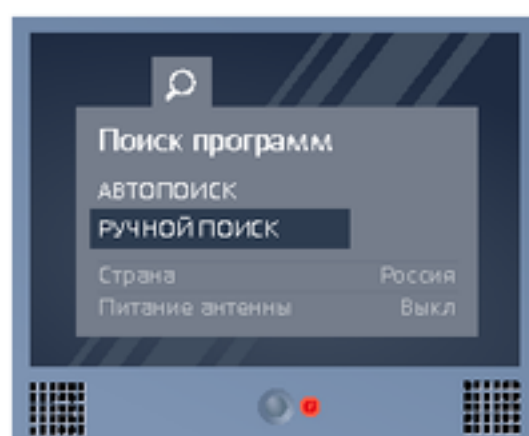 Поиск программ
АВТОПОИСК
РУЧНОЙ ПОИСК
Страна Россия
Питание антенны Выкл